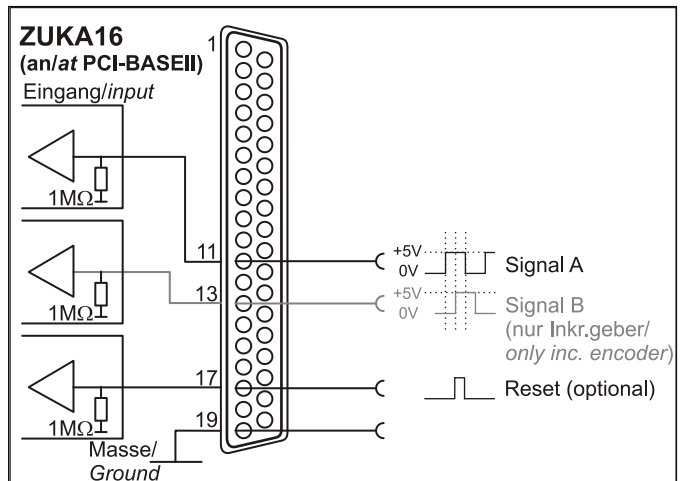 ZUKA16
(an/at PCI-BASEII)
Eingang/input
1MΩ
1MΩ
1MΩ
Masse/
Ground
1
11
13
17
19
+5V
0V
Signal A
+5V
0V
Signal B
(nur Inkr.geber/
only inc. encoder)
Reset (optional)